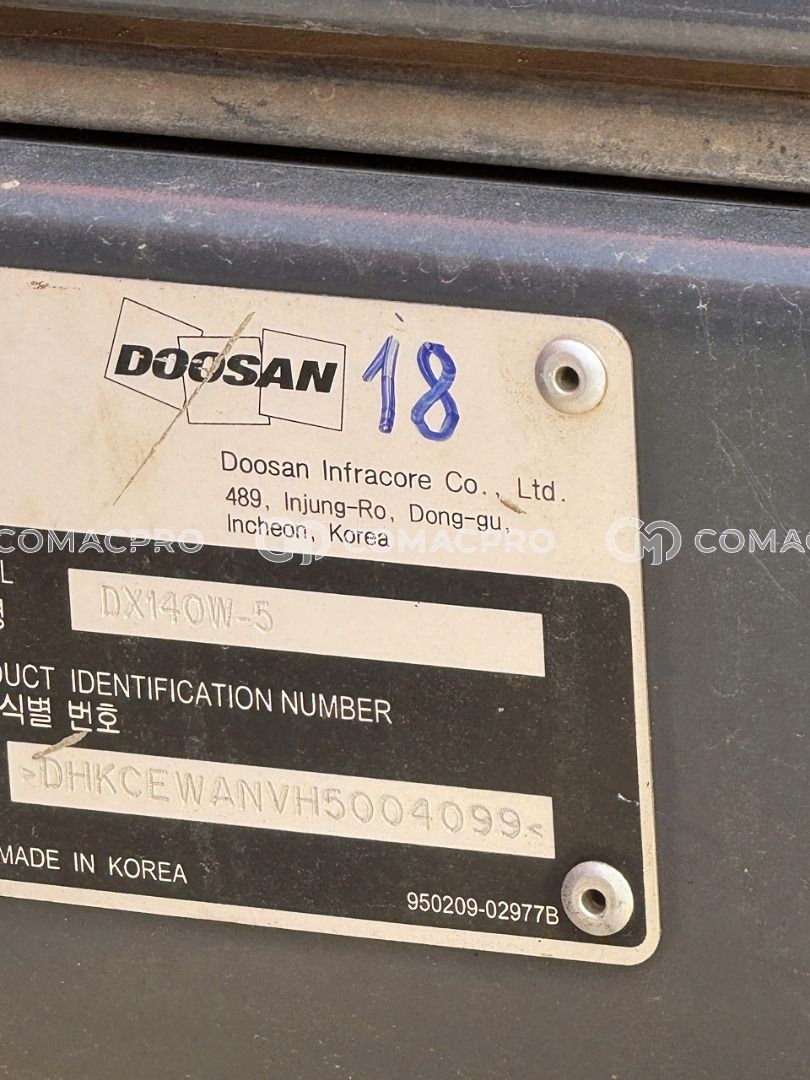 DOOSAN 18
Doosan Infracore Co., Ltd.
489, Injung-Ro, Dong-gu,
Incheon, Korea
COMACPRO COMACPRO COMAC
L
DX140W-5
명
DUCT IDENTIFICATION NUMBER
식별 번호
>DHKCEWANVH5004099<
MADE IN KOREA
950209-02977B